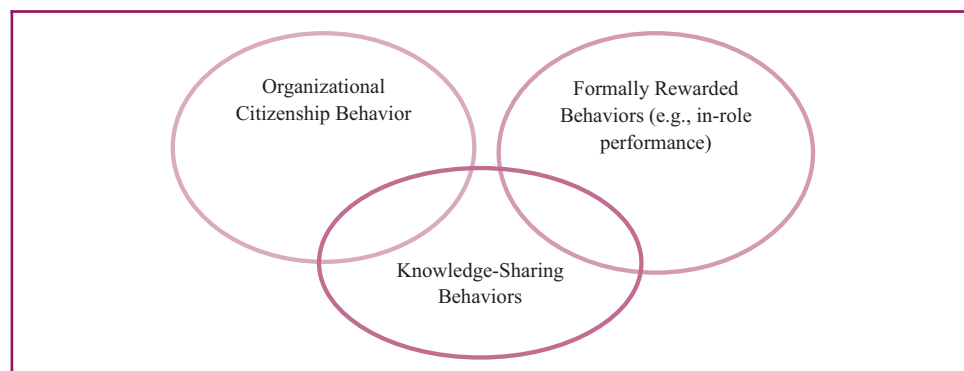 Organizational
Citizenship Behavior
Formally Rewarded
Behaviors (e.g., in-role
performance)
Knowledge-Sharing
Behaviors